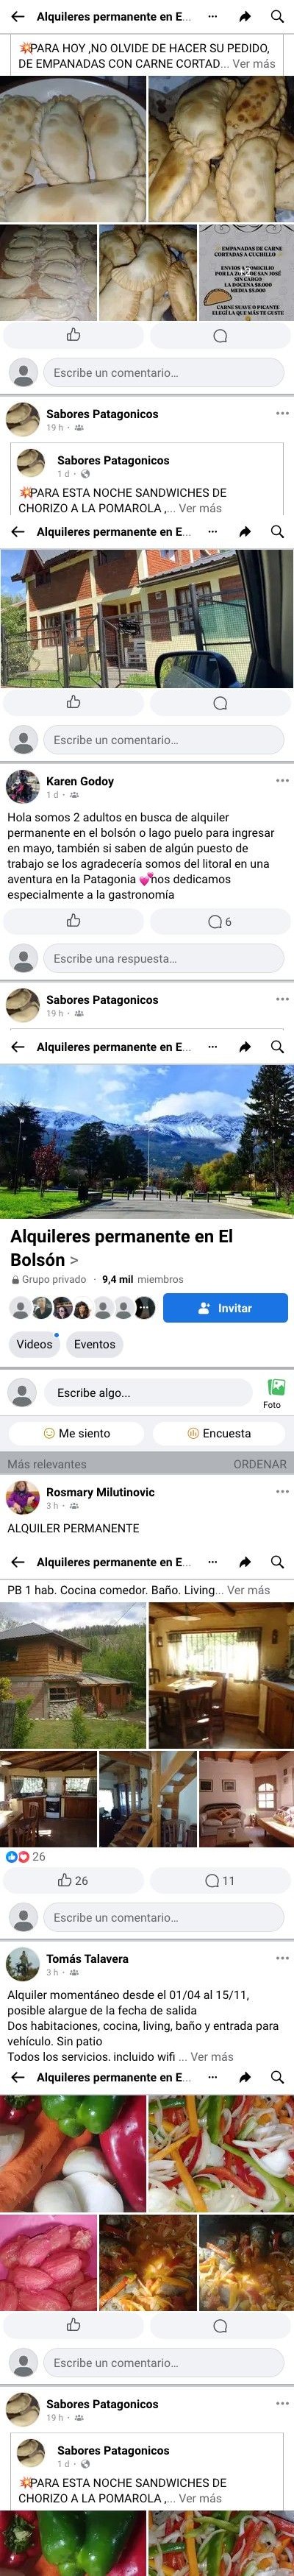 Alquileres permanente en E...
💥PARA HOY ,NO OLVIDE DE HACER SU PEDIDO,
DE EMPANADAS CON CARNE CORTAD... Ver más
EMPANADAS DE CARNE
CORTADAS A CUCHILLO
ENVIOS DOMICILIO
POR LA ZONA DE SAN JOSÉ
SIN CARGO
LA DOCENA $8.000
MEDIA $5.000
CARNE SUAVE O PICANTE
ELEGÍ LA QUE MÁS TE GUSTE
Escribe un comentario...
Sabores Patagonicos
19 h ·
Sabores Patagonicos
1 d ·
💥PARA ESTA NOCHE SANDWICHES DE
CHORIZO A LA POMAROLA ,... Ver más
Alquileres permanente en E...
Escribe un comentario...
Karen Godoy
1 d ·
Hola somos 2 adultos en busca de alquiler
permanente en el bolsón o lago puelo para ingresar
en mayo, también si saben de algún puesto de
trabajo se los agradecería somos del litoral en una
aventura en la Patagonia 💕nos dedicamos
especialmente a la gastronomía
6
Escribe una respuesta...
Sabores Patagonicos
19 h ·
Alquileres permanente en E...
Alquileres permanente en El
Bolsón >
Grupo privado · 9,4 mil miembros
Invitar
Videos
Eventos
Escribe algo...
Foto
Me siento
Encuesta
Más relevantes
ORDENAR
Rosmary Milutinovic
3 h ·
ALQUILER PERMANENTE
Alquileres permanente en E...
PB 1 hab. Cocina comedor. Baño. Living... Ver más
26
26
11
Escribe un comentario...
Tomás Talavera
3 h ·
Alquiler momentáneo desde el 01/04 al 15/11,
posible alargue de la fecha de salida
Dos habitaciones, cocina, living, baño y entrada para
vehículo. Sin patio
Todos los servicios. incluido wifi ... Ver más
Alquileres permanente en E...
Escribe un comentario...
Sabores Patagonicos
19 h ·
Sabores Patagonicos
1 d ·
💥PARA ESTA NOCHE SANDWICHES DE
CHORIZO A LA POMAROLA ,... Ver más